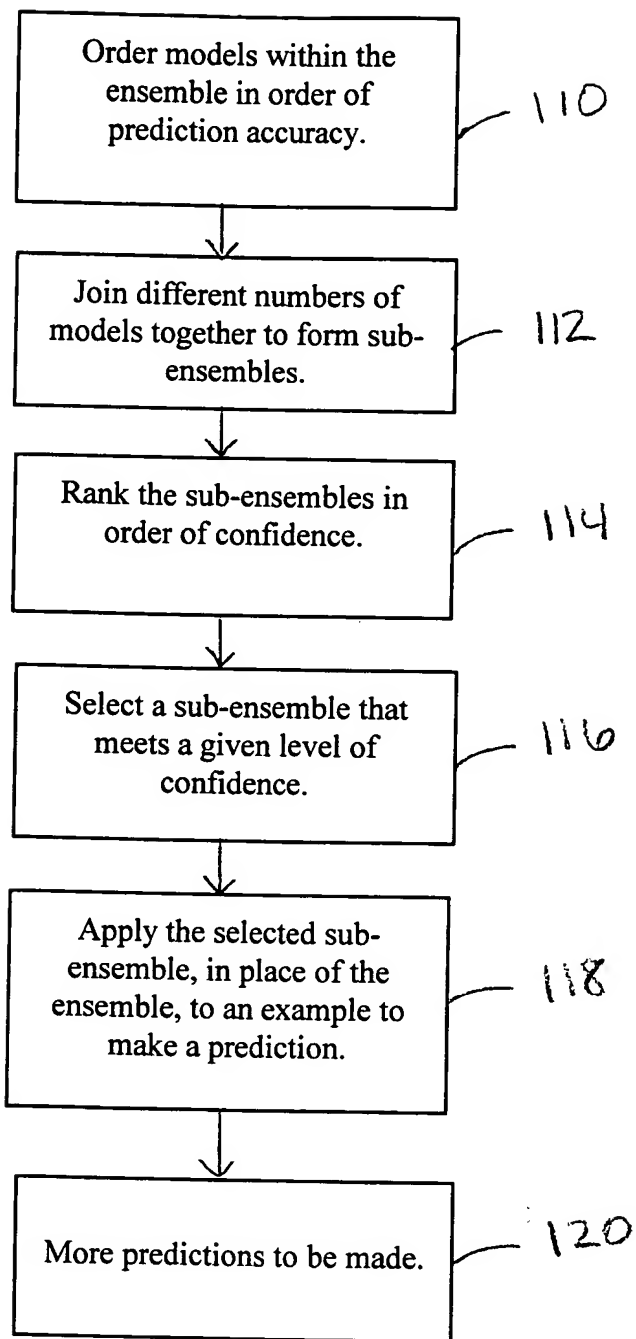 Order models within the
ensemble in order of
prediction accuracy.
110
Join different numbers of
models together to form sub-
ensembles.
112
Rank the sub-ensembles in
order of confidence.
114
Select a sub-ensemble that
meets a given level of
confidence.
116
Apply the selected sub-
ensemble, in place of the
ensemble, to an example to
make a prediction.
118
More predictions to be made.
120